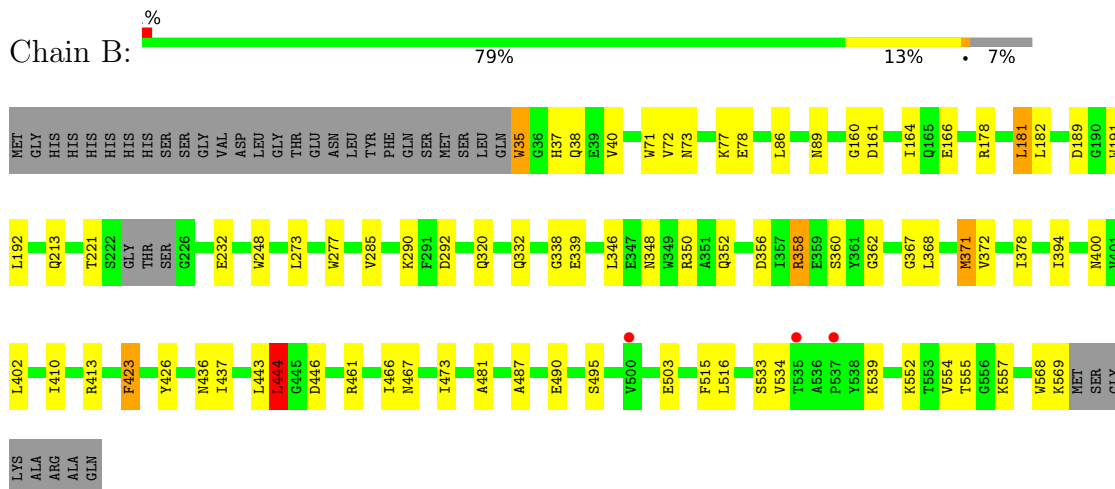 .%
Chain B:
79% 13% • 7%
MET GLY HIS HIS HIS HIS HIS HIS SER SER GLY VAL ASP LEU GLY THR GLU ASN LEU TYR PHE GLN SER MET SER LEU GLN W35 G36 H37 Q38 E39 V40 W71 V72 N73 K77 E78 L86 N89 G160 D161 I164 Q165 E166 R178 L181 L182 D189 G190 W191
L192 Q213 T221 S222 GLY THR SER G226 E232 W248 L273 W277 V285 K290 F291 D292 Q320 Q332 G338 E339 L346 E347 N348 W349 R350 A351 Q352 D356 I357 R358 E359 S360 Y361 G362 G367 L368 M371 V372 I378 I394 N400 V401
L402 I410 R413 F423 Y426 N436 I437 L443 L444 G445 D446 R461 I466 N467 I473 A481 A487 E490 S495 V500 E503 F515 L516 S533 V534 T535 A536 P537 Y538 K539 K552 T553 V554 T555 G556 K557 W568 K569 MET SER GLY
LYS ALA ARG ALA GLN